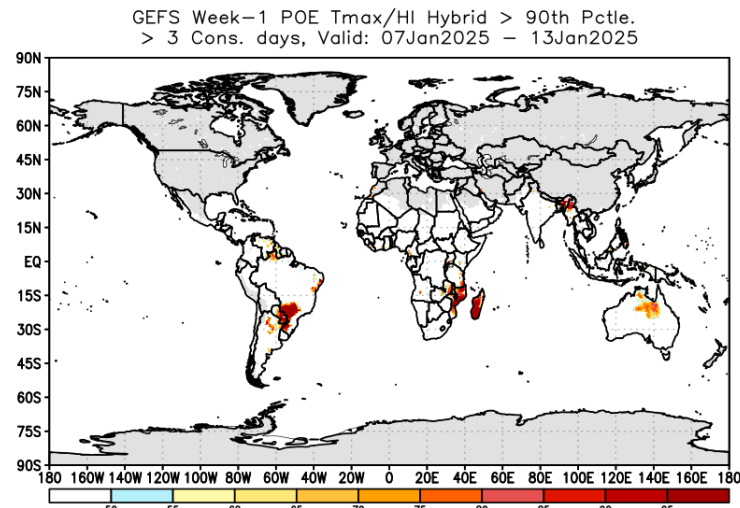 GEFS Week-1 POE Tmax/HI Hybrid > 90th Pctle.
> 3 Cons. days, Valid: 07Jan2025 - 13Jan2025
90N
75N
60N
45N
30N
15N
EQ
15S
30S
45S
60S
75S
90S
180 160W 140W 120W 100W 80W 60W 40W 20W 0 20E 40E 60E 80E 100E 120E 140E 160E 180